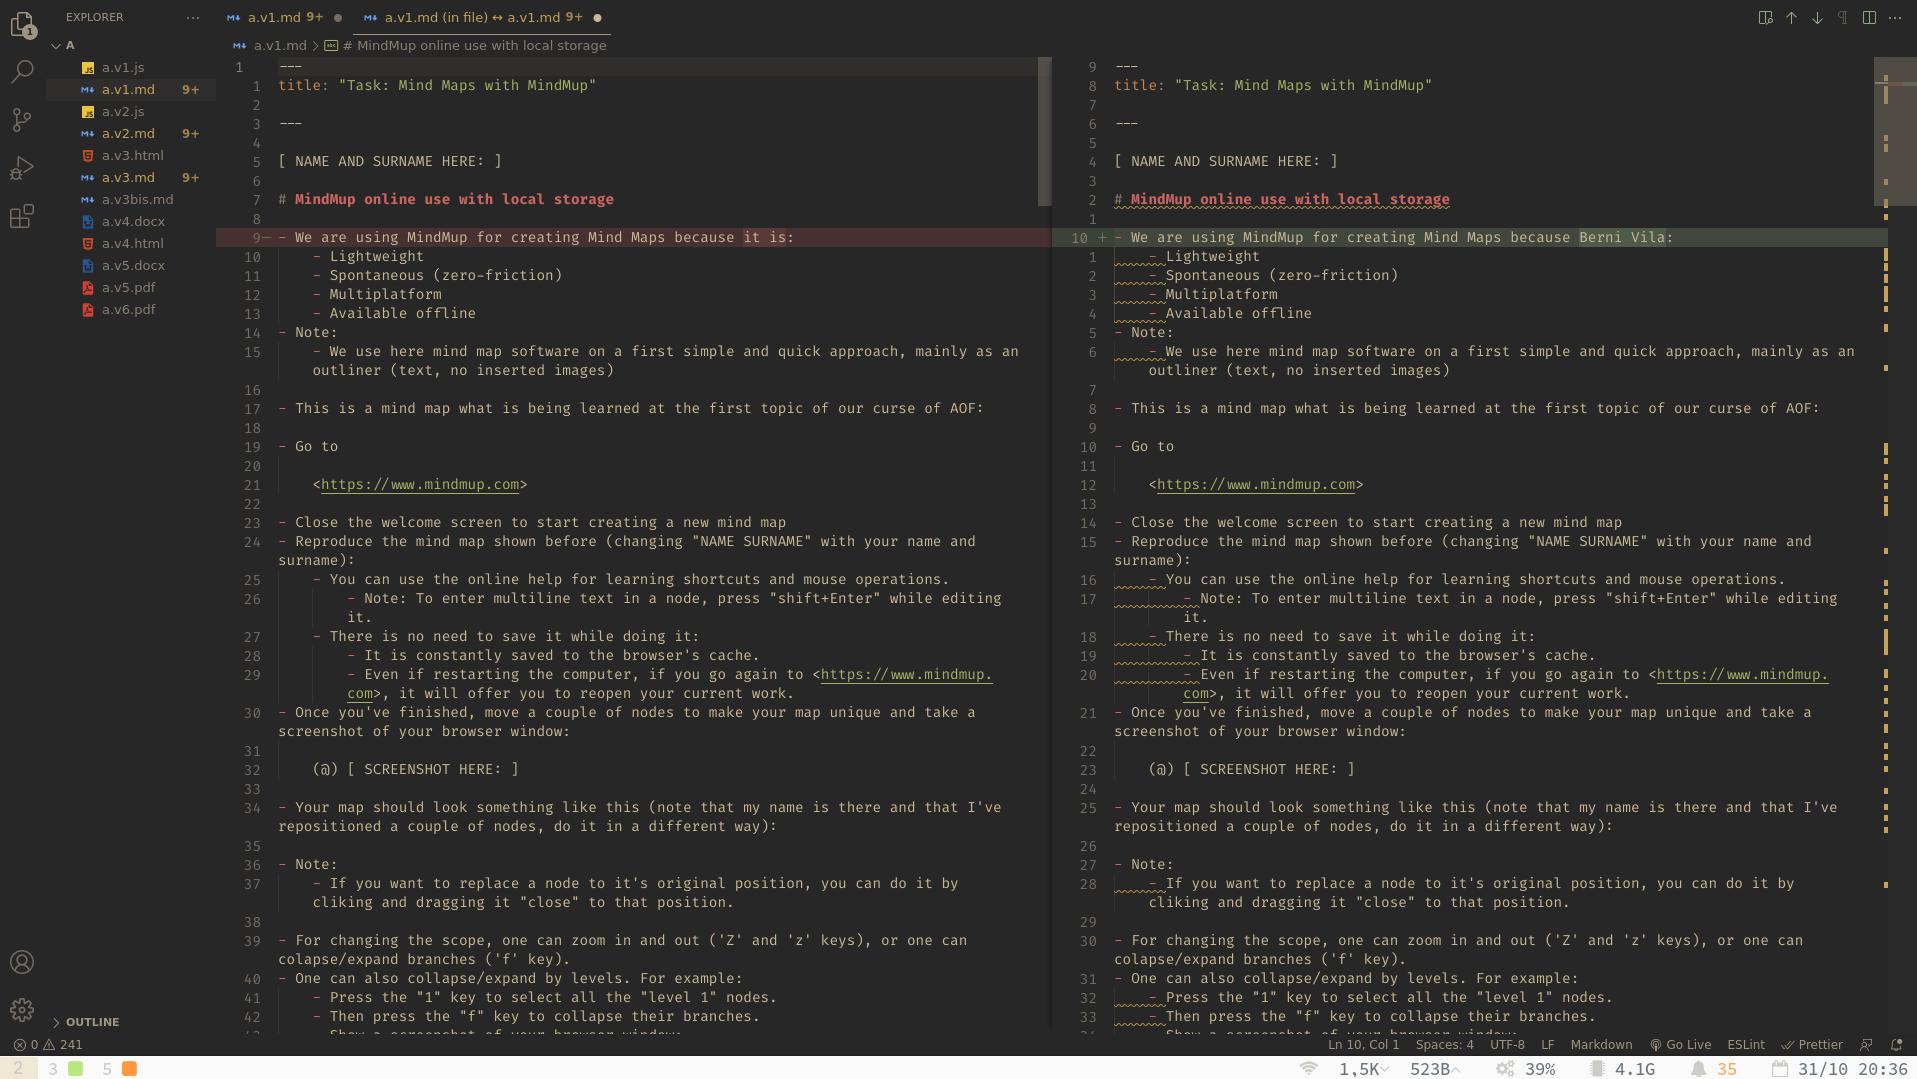 EXPLORER
A
a.v1.js
a.v1.md 9+
a.v2.js
a.v2.md 9+
a.v3.html
a.v3.md 9+
a.v3bis.md
a.v4.docx
a.v4.html
a.v5.docx
a.v5.pdf
a.v6.pdf
OUTLINE
a.v1.md 9+
a.v1.md (in file) ↔ a.v1.md 9+
a.v1.md > # MindMup online use with local storage
1 ---
1 title: "Task: Mind Maps with MindMup"
2
3 ---
4
5 [ NAME AND SURNAME HERE: ]
6
7 # MindMup online use with local storage
8
9- - We are using MindMup for creating Mind Maps because it is:
10 - Lightweight
11 - Spontaneous (zero-friction)
12 - Multiplatform
13 - Available offline
14 - Note:
15 - We use here mind map software on a first simple and quick approach, mainly as an
outliner (text, no inserted images)
16
17 - This is a mind map what is being learned at the first topic of our curse of AOF:
18
19 - Go to
20
21 <https://www.mindmup.com>
22
23 - Close the welcome screen to start creating a new mind map
24 - Reproduce the mind map shown before (changing "NAME SURNAME" with your name and
surname):
25 - You can use the online help for learning shortcuts and mouse operations.
26 - Note: To enter multiline text in a node, press "shift+Enter" while editing
it.
27 - There is no need to save it while doing it:
28 - It is constantly saved to the browser's cache.
29 - Even if restarting the computer, if you go again to <https://www.mindmup.
com>, it will offer you to reopen your current work.
30 - Once you've finished, move a couple of nodes to make your map unique and take a
screenshot of your browser window:
31
32 (@) [ SCREENSHOT HERE: ]
33
34 - Your map should look something like this (note that my name is there and that I've
repositioned a couple of nodes, do it in a different way):
35
36 - Note:
37 - If you want to replace a node to it's original position, you can do it by
cliking and dragging it "close" to that position.
38
39 - For changing the scope, one can zoom in and out ('Z' and 'z' keys), or one can
colapse/expand branches ('f' key).
40 - One can also collapse/expand by levels. For example:
41 - Press the "1" key to select all the "level 1" nodes.
42 - Then press the "f" key to collapse their branches.
43 - Show a screenshot of your browser window:
9 ---
8 title: "Task: Mind Maps with MindMup"
7
6 ---
5
4 [ NAME AND SURNAME HERE: ]
3
2 # MindMup online use with local storage
1
10 + - We are using MindMup for creating Mind Maps because Berni Vila:
1 - Lightweight
2 - Spontaneous (zero-friction)
3 - Multiplatform
4 - Available offline
5 - Note:
6 - We use here mind map software on a first simple and quick approach, mainly as an
outliner (text, no inserted images)
7
8 - This is a mind map what is being learned at the first topic of our curse of AOF:
9
10 - Go to
11
12 <https://www.mindmup.com>
13
14 - Close the welcome screen to start creating a new mind map
15 - Reproduce the mind map shown before (changing "NAME SURNAME" with your name and
surname):
16 - You can use the online help for learning shortcuts and mouse operations.
17 - Note: To enter multiline text in a node, press "shift+Enter" while editing
it.
18 - There is no need to save it while doing it:
19 - It is constantly saved to the browser's cache.
20 - Even if restarting the computer, if you go again to <https://www.mindmup.
com>, it will offer you to reopen your current work.
21 - Once you've finished, move a couple of nodes to make your map unique and take a
screenshot of your browser window:
22
23 (@) [ SCREENSHOT HERE: ]
24
25 - Your map should look something like this (note that my name is there and that I've
repositioned a couple of nodes, do it in a different way):
26
27 - Note:
28 - If you want to replace a node to it's original position, you can do it by
cliking and dragging it "close" to that position.
29
30 - For changing the scope, one can zoom in and out ('Z' and 'z' keys), or one can
colapse/expand branches ('f' key).
31 - One can also collapse/expand by levels. For example:
32 - Press the "1" key to select all the "level 1" nodes.
33 - Then press the "f" key to collapse their branches.
34 - Show a screenshot of your browser window:
0 241 Ln 10, Col 1 Spaces: 4 UTF-8 LF Markdown Go Live ESLint Prettier
2 3 5 1,5K 523B 39% 4.1G 35 31/10 20:36